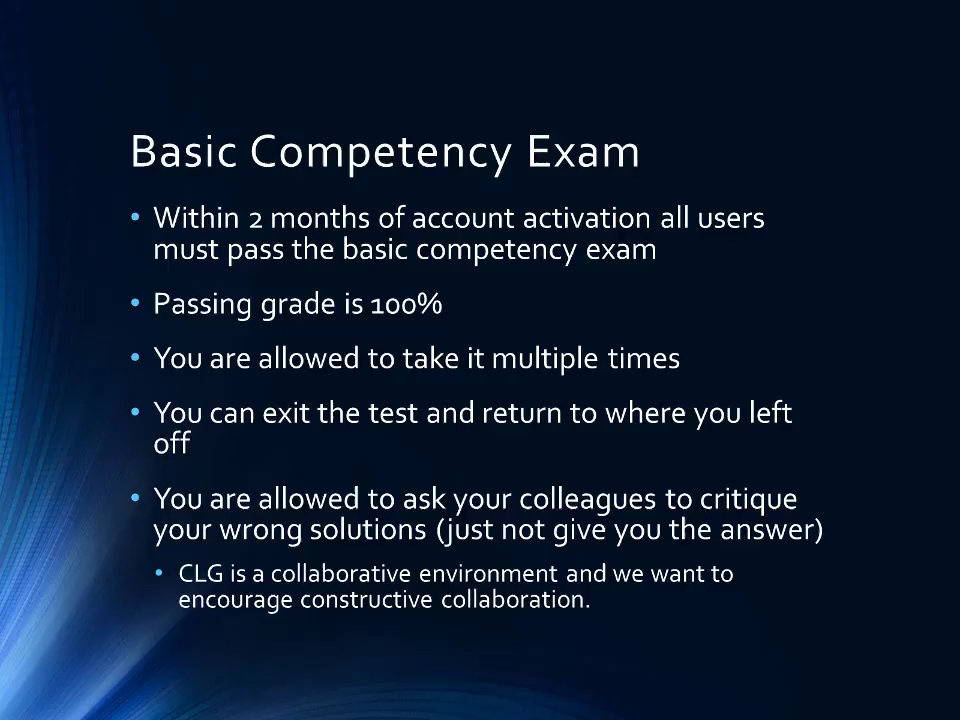 Basic Competency Exam
• Within 2 months of account activation all users
must pass the basic competency exam
• Passing grade is 100%
• You are allowed to take it multiple times
• You can exit the test and return to where you left
off
• You are allowed to ask your colleagues to critique
your wrong solutions (just not give you the answer)
• CLG is a collaborative environment and we want to
encourage constructive collaboration.